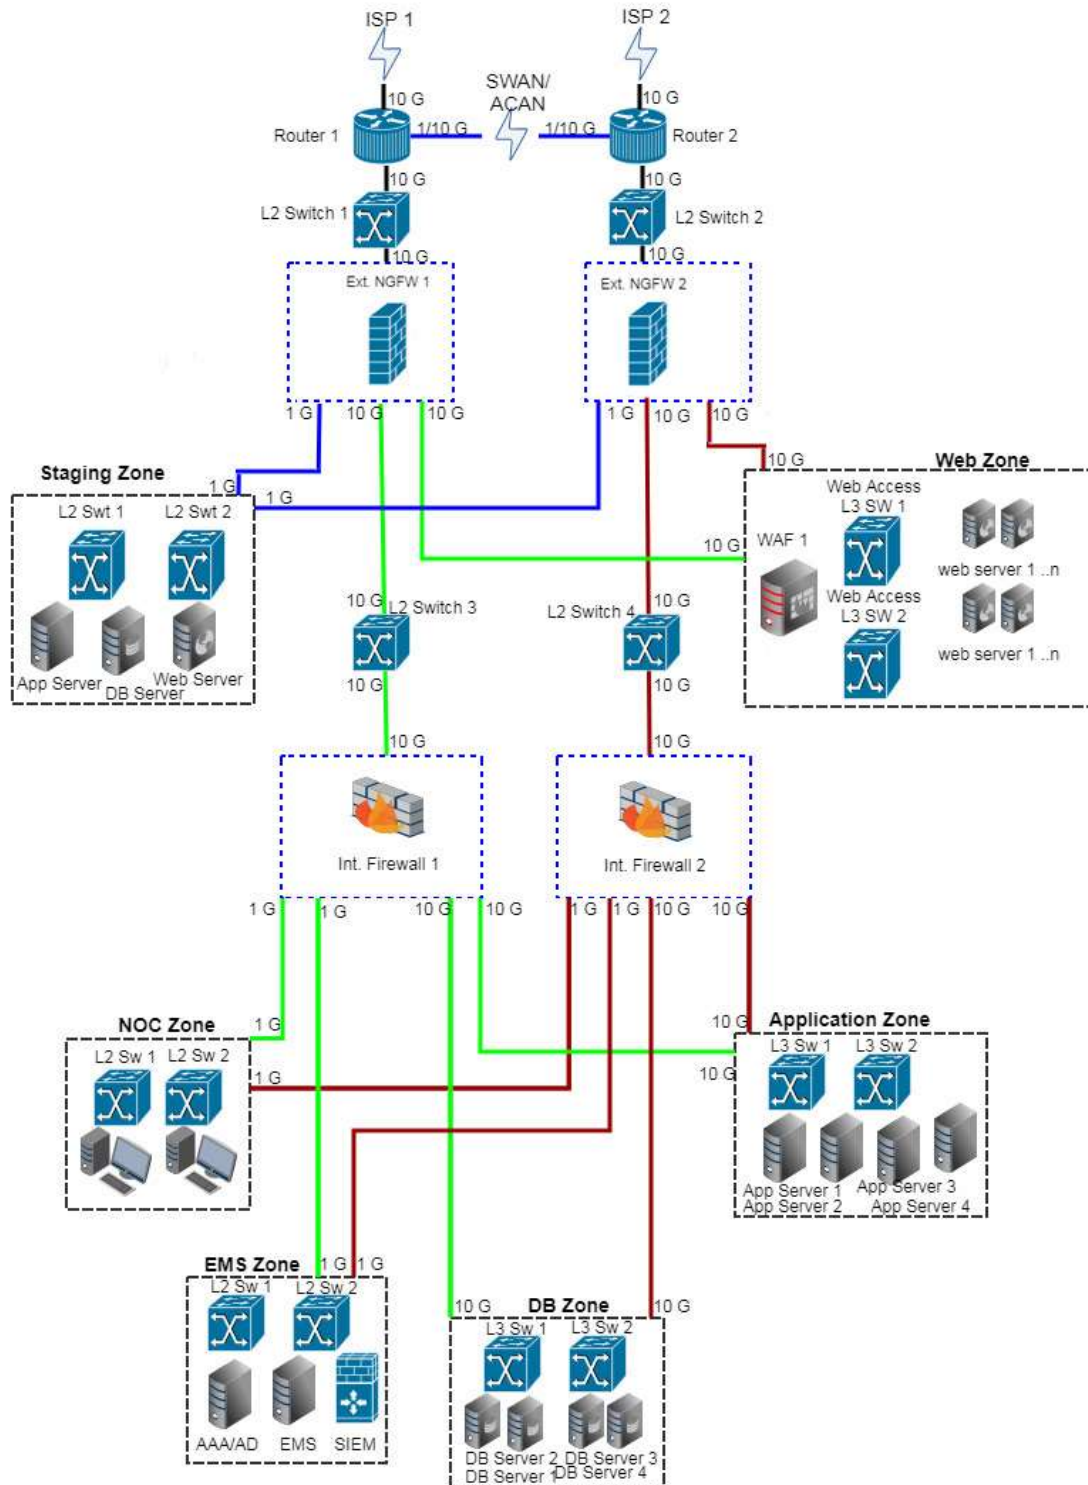 ISP 1
ISP 2
SWAN/
ACAN
10 G
10 G
Router 1
1/10 G
1/10 G
Router 2
10 G
10 G
L2 Switch 1
L2 Switch 2
10 G
10 G
Ext. NGFW 1
Ext. NGFW 2
1 G
10 G
10 G
1 G
10 G
10 G
Staging Zone
10 G
Web Zone
1 G
1 G
L2 Swt 1
L2 Swt 2
App Server
DB Server
Web Server
Web Access
L3 SW 1
10 G
WAF 1
web server 1 ..n
Web Access
L3 SW 2
web server 1 ..n
10 G
L2 Switch 3
10 G
10 G
L2 Switch 4
10 G
10 G
10 G
Int. Firewall 1
Int. Firewall 2
1 G
1 G
10 G
10 G
1 G
1 G
10 G
10 G
NOC Zone
1 G
L2 Sw 1
L2 Sw 2
1 G
10 G
Application Zone
10 G
L3 Sw 1
L3 Sw 2
App Server 1
App Server 2
App Server 3
App Server 4
EMS Zone
1 G
1 G
L2 Sw 1
L2 Sw 2
AAA/AD
EMS
SIEM
10 G
DB Zone
10 G
L3 Sw 1
L3 Sw 2
DB Server 2
DB Server 1
DB Server 3
DB Server 4